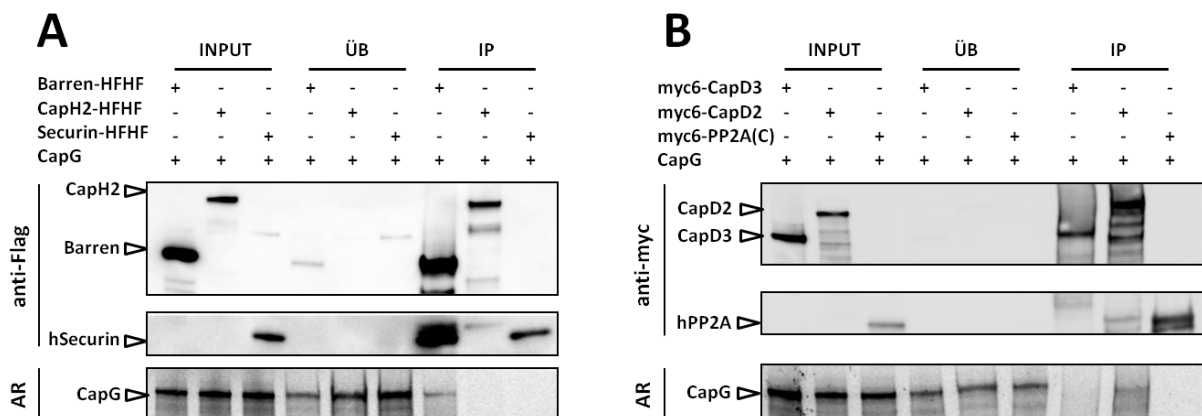 A
INPUT ÜB IP
Barren-HFHF + - - + - - + - -
CapH2-HFHF - + - - + - - + -
Securin-HFHF - - + - - + - - +
CapG + + + + + + + + +
CapH2
Barren
anti-Flag
hSecurin
AR
CapG
B
INPUT ÜB IP
myc6-CapD3 + - - + - - + - -
myc6-CapD2 - + - - + - - + -
myc6-PP2A(C) - - + - - + - - +
CapG + + + + + + + + +
CapD2
CapD3
anti-myc
hPP2A
AR
CapG